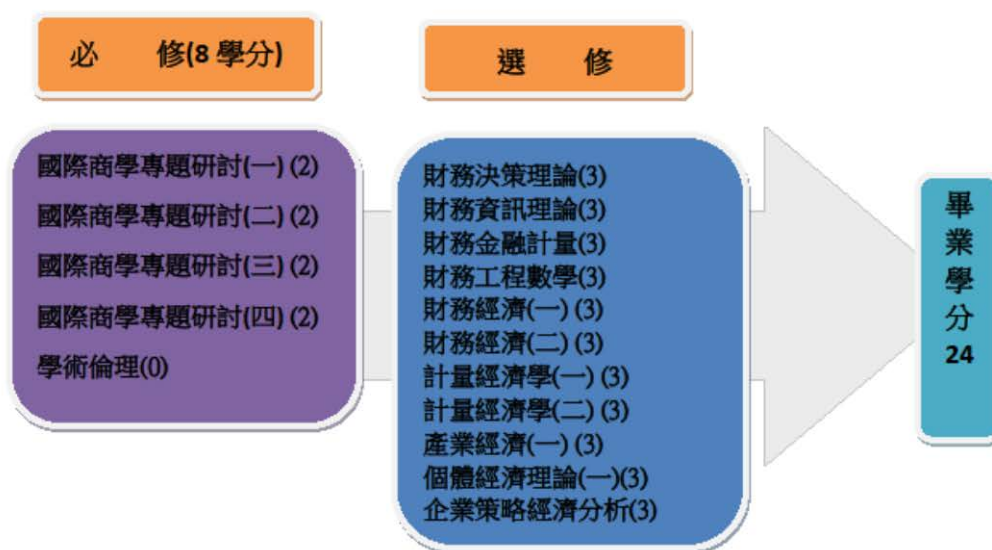 必 修(8 學分)
國際商學專題研討(一) (2)
國際商學專題研討(二) (2)
國際商學專題研討(三) (2)
國際商學專題研討(四) (2)
學術倫理(0)
選 修
財務決策理論(3)
財務資訊理論(3)
財務金融計量(3)
財務工程數學(3)
財務經濟(一) (3)
財務經濟(二) (3)
計量經濟學(一) (3)
計量經濟學(二) (3)
產業經濟(一) (3)
個體經濟理論(一)(3)
企業策略經濟分析(3)
畢
業
學
分
24